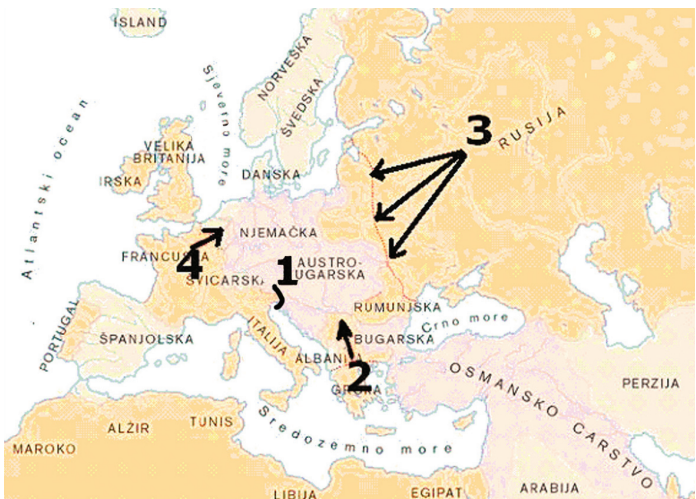 ISLAND
NORVEŠKA
ŠVEDSKA
Sjeverno more
Atlantski ocean
VELIKA
BRITANIJA
IRSKA
DANSKA
3
RUSIJA
NJEMAČKA
FRANCUSKA
4
ŠVICARSKA
1
AUSTRO-
UGARSKA
RUMUNJSKA
Crno more
PORTUGAL
ŠPANJOLSKA
ITALIJA
BUGARSKA
ALBANI
2
OSMANSKO CARSTVO
PERZIJA
Sredozemno more
MAROKO
ALŽIR
TUNIS
LIBIJA
EGIPAT
ARABIJA